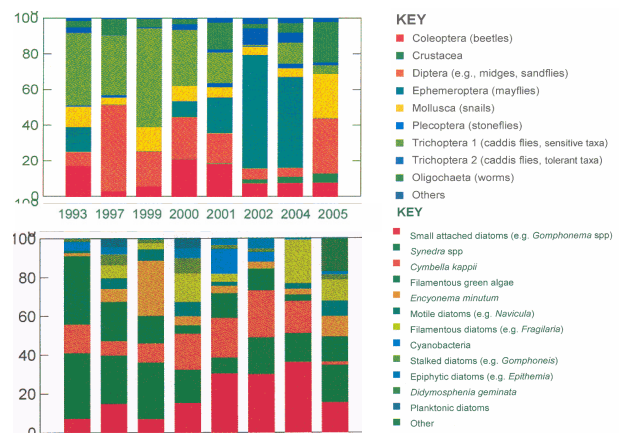 100
80
60
40
20
0
1993 1997 1999 2000 2001 2002 2004 2005
KEY
Coleoptera (beetles)
Crustacea
Diptera (e.g., midges, sandflies)
Ephemeroptera (mayflies)
Mollusca (snails)
Plecoptera (stoneflies)
Trichoptera 1 (caddis flies, sensitive taxa)
Trichoptera 2 (caddis flies, tolerant taxa)
Oligochaeta (worms)
Others
100
80
60
40
20
0
KEY
Small attached diatoms (e.g. Gomphonema spp)
Synedra spp
Cymbella kappii
Filamentous green algae
Encyonema minutum
Motile diatoms (e.g. Navicula)
Filamentous diatoms (e.g. Fragilaria)
Cyanobacteria
Stalked diatoms (e.g. Gomphoneis)
Epiphytic diatoms (e.g. Epithemia)
Didymosphenia geminata
Planktonic diatoms
Other